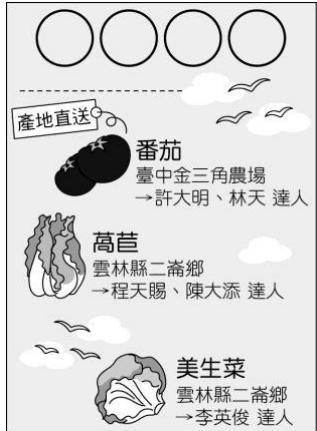 產地直送
番茄
臺中金三角農場
→許大明、林天 達人
萵苣
雲林縣二崙鄉
→程天賜、陳大添 達人
美生菜
雲林縣二崙鄉
→李英俊 達人